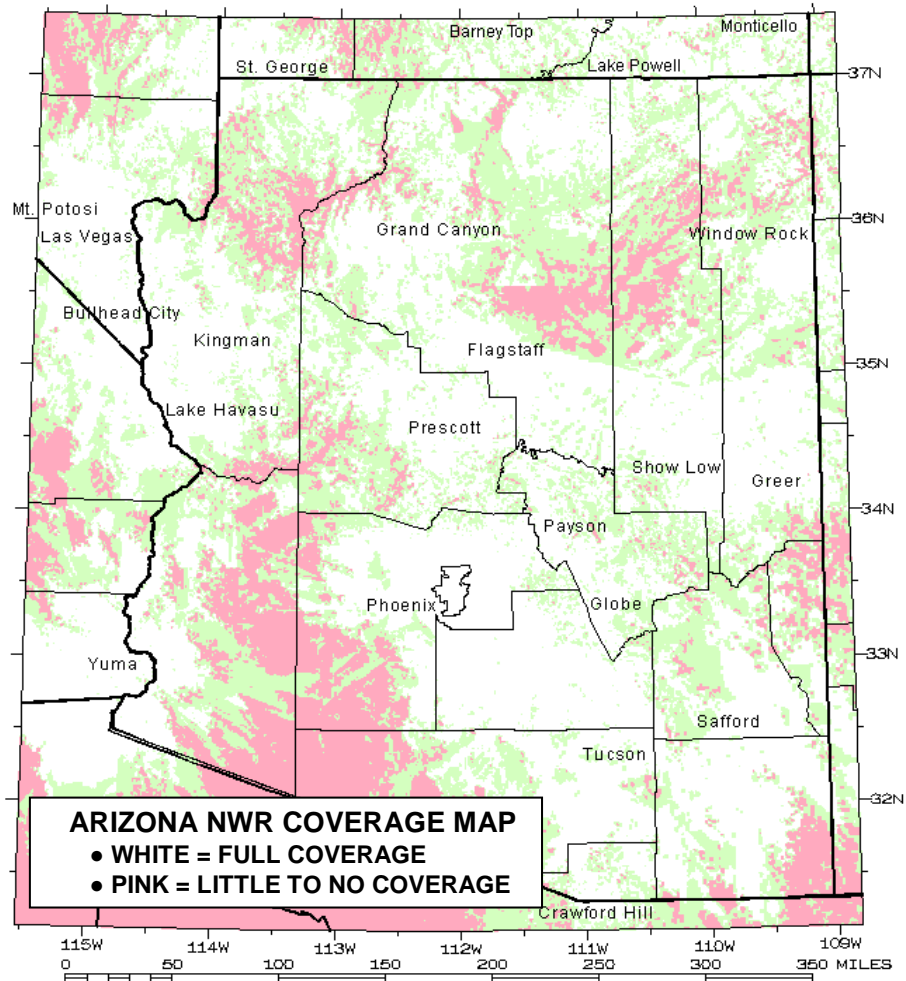 Barney Top
Monticello
St. George
Lake Powell
37N
Mt. Potosi
36N
Las Vegas
Grand Canyon
Window Rock
Bullhead City
Kingman
Flagstaff
35N
Lake Havasu
Prescott
Show Low
Greer
34N
Payson
Phoenix
Globe
33N
Yuma
Safford
Tucson
32N
ARIZONA NWR COVERAGE MAP
● WHITE = FULL COVERAGE
● PINK = LITTLE TO NO COVERAGE
Crawford Hill
115W 114W 113W 112W 111W 110W 109W
0 50 100 150 200 250 300 350 MILES